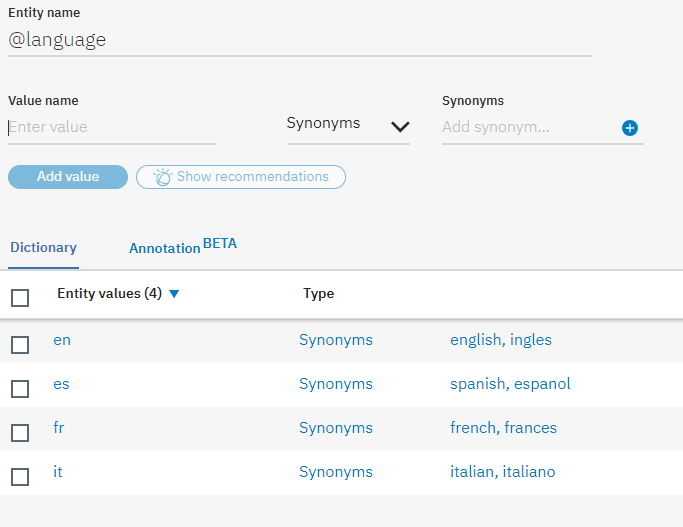 Entity name
@language
Value name
Synonyms
Enter value
Synonyms
Add synonym...
Add value
Show recommendations
Dictionary
Annotation BETA
Entity values (4) Type
en Synonyms english, ingles
es Synonyms spanish, espanol
fr Synonyms french, frances
it Synonyms italian, italiano